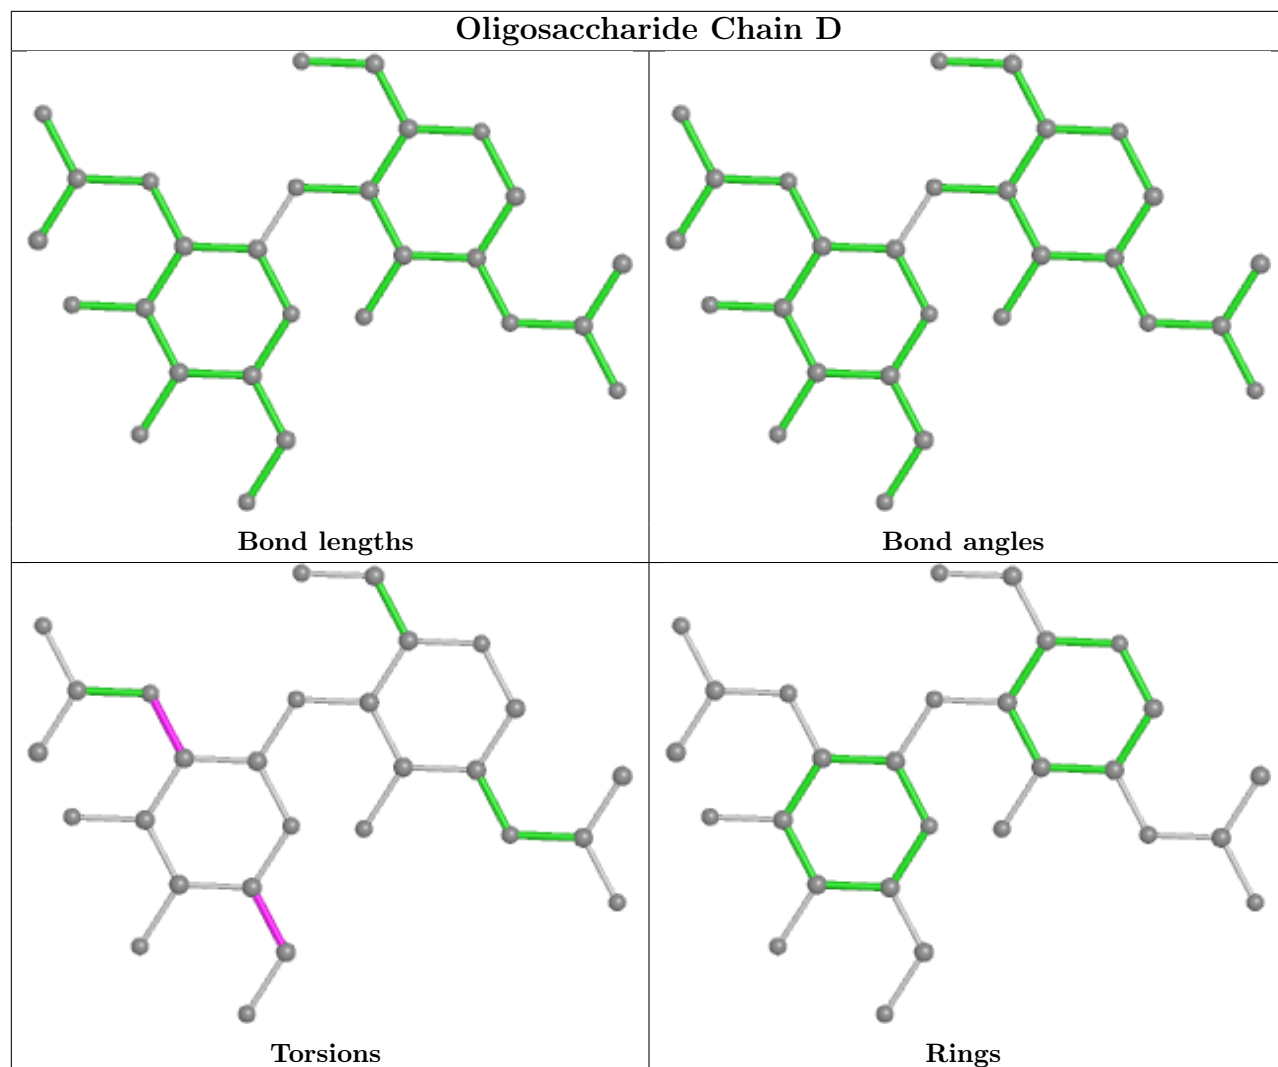 Oligosaccharide Chain D
Bond lengths
Bond angles
Torsions
Rings